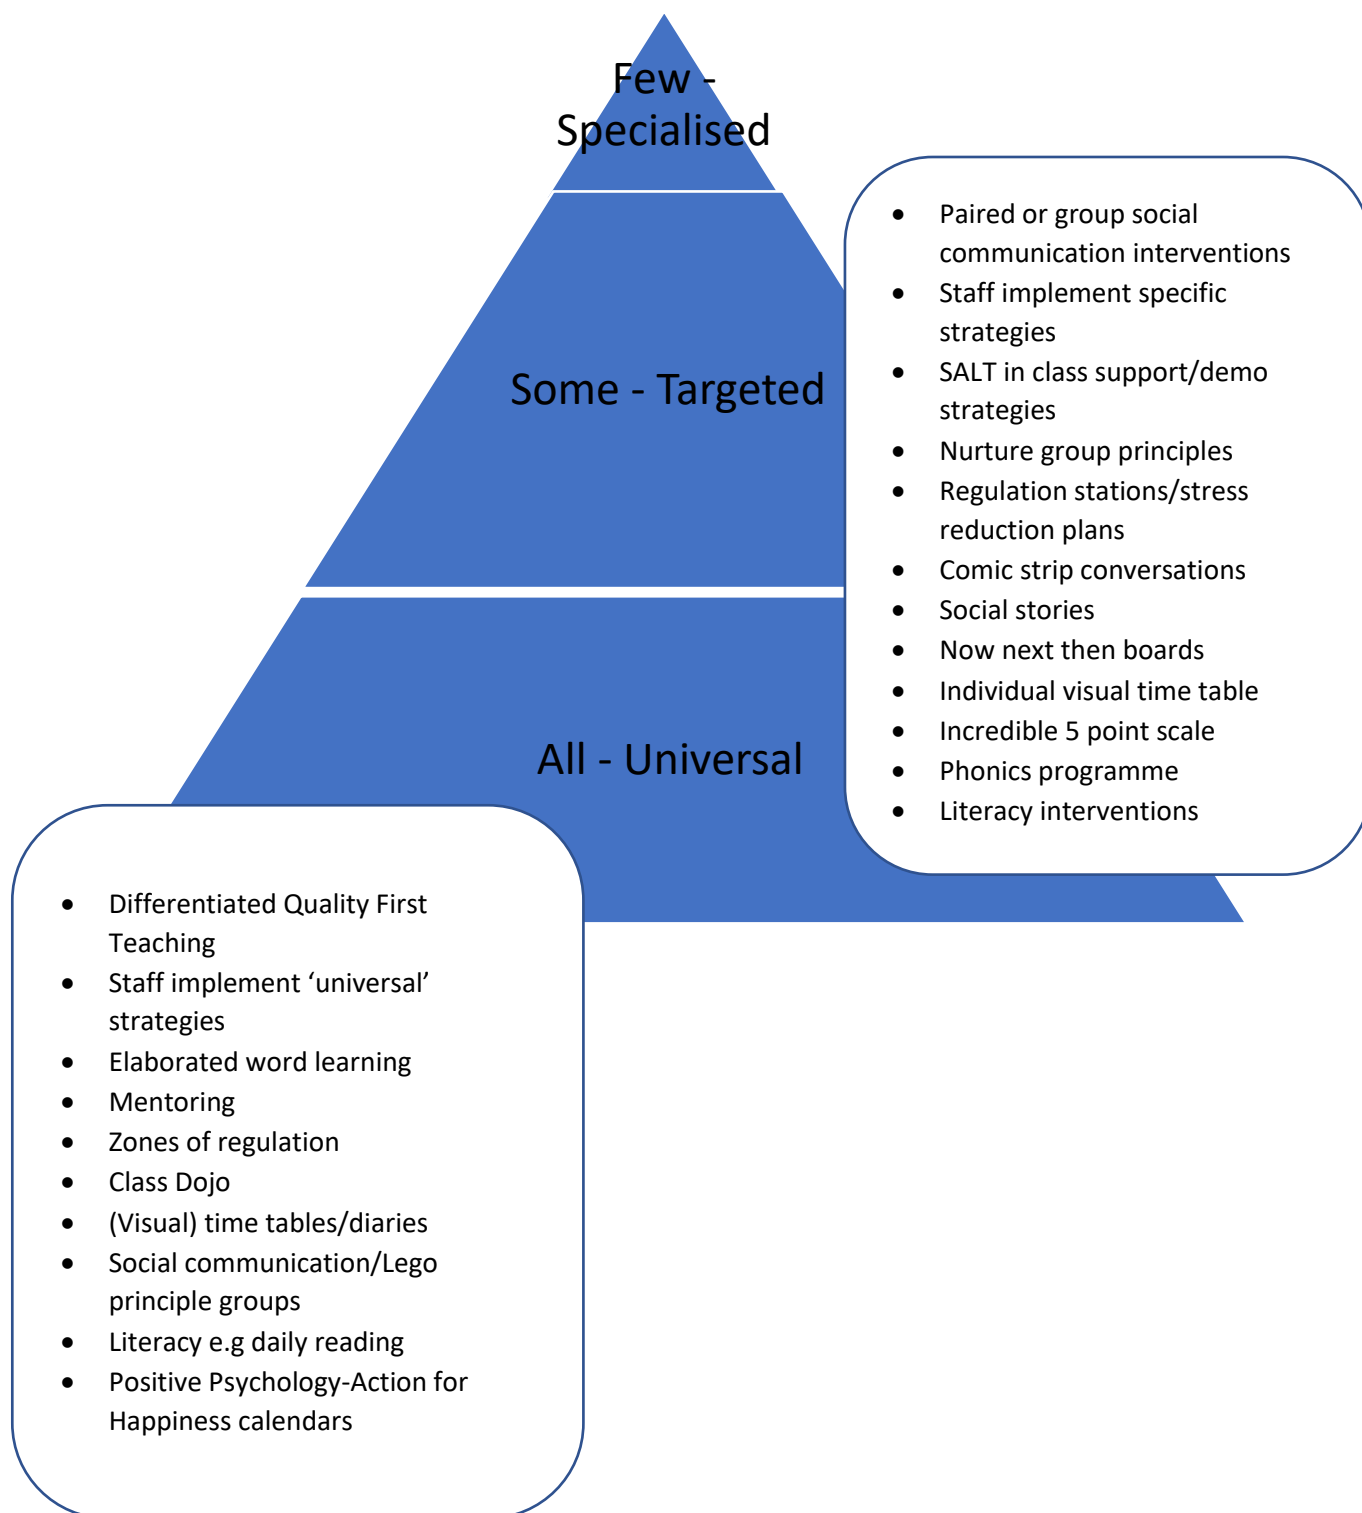 Few -
Specialised
Some - Targeted
All - Universal
• Paired or group social
communication interventions
• Staff implement specific
strategies
• SALT in class support/demo
strategies
• Nurture group principles
• Regulation stations/stress
reduction plans
• Comic strip conversations
• Social stories
• Now next then boards
• Individual visual time table
• Incredible 5 point scale
• Phonics programme
• Literacy interventions
• Differentiated Quality First
Teaching
• Staff implement ‘universal’
strategies
• Elaborated word learning
• Mentoring
• Zones of regulation
• Class Dojo
• (Visual) time tables/diaries
• Social communication/Lego
principle groups
• Literacy e.g daily reading
• Positive Psychology-Action for
Happiness calendars